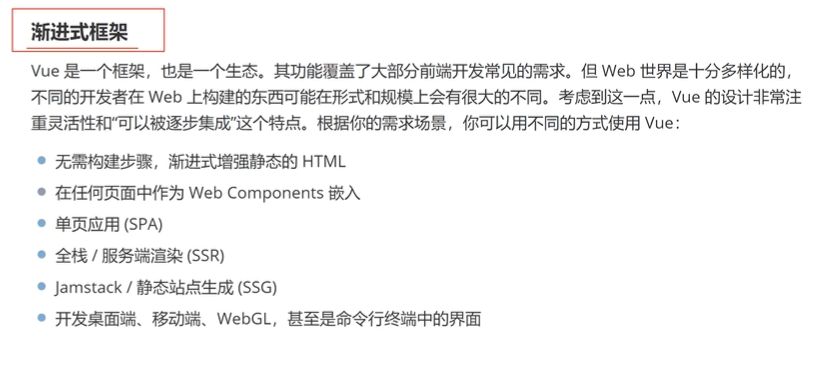 渐进式框架
Vue 是一个框架，也是一个生态。其功能覆盖了大部分前端开发常见的需求。但 Web 世界是十分多样化的，
不同的开发者在 Web 上构建的东西可能在形式和规模上会有很大的不同。考虑到这一点，Vue 的设计非常注
重灵活性和“可以被逐步集成”这个特点。根据你的需求场景，你可以用不同的方式使用 Vue：
无需构建步骤，渐进式增强静态的 HTML
在任何页面中作为 Web Components 嵌入
单页应用 (SPA)
全栈 / 服务端渲染 (SSR)
Jamstack / 静态站点生成 (SSG)
开发桌面端、移动端、WebGL，甚至是命令行终端中的界面